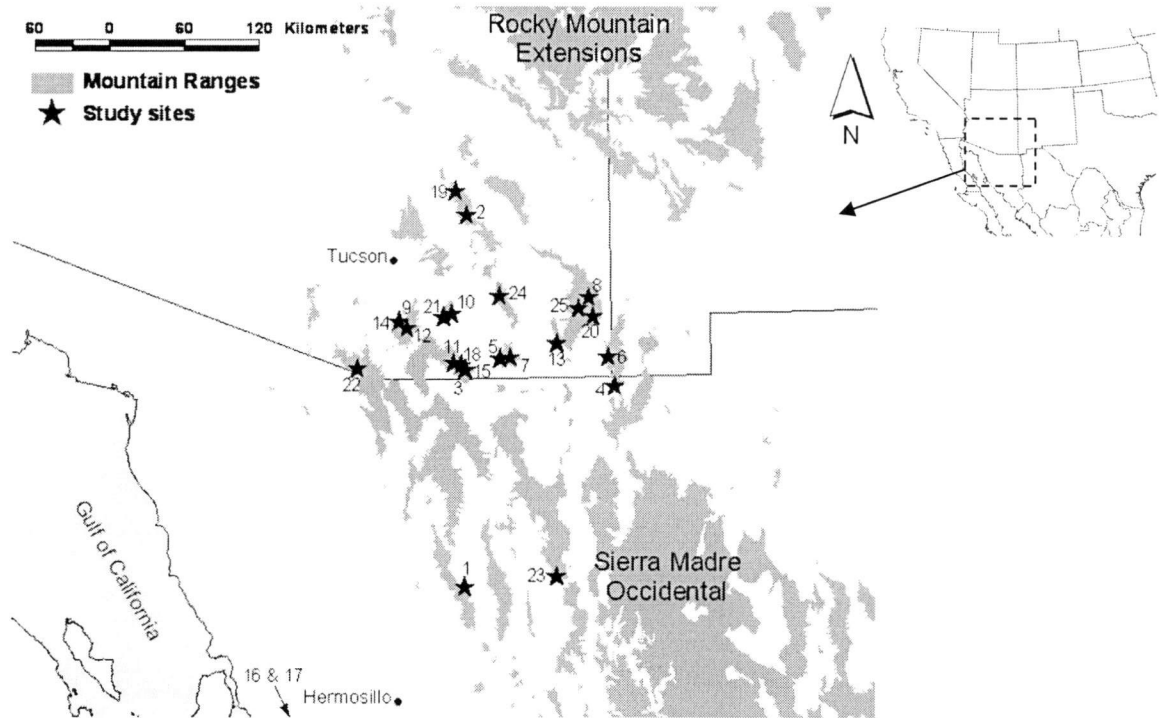 60 0 60 120 Kilometers
Mountain Ranges
Study sites
Rocky Mountain
Extensions
N
19
2
Tucson
24
8
25
20
21
10
9
14
12
13
11
18
5
7
6
22
3
15
4
Gulf of California
1
23
Sierra Madre
Occidental
16 & 17
Hermosillo